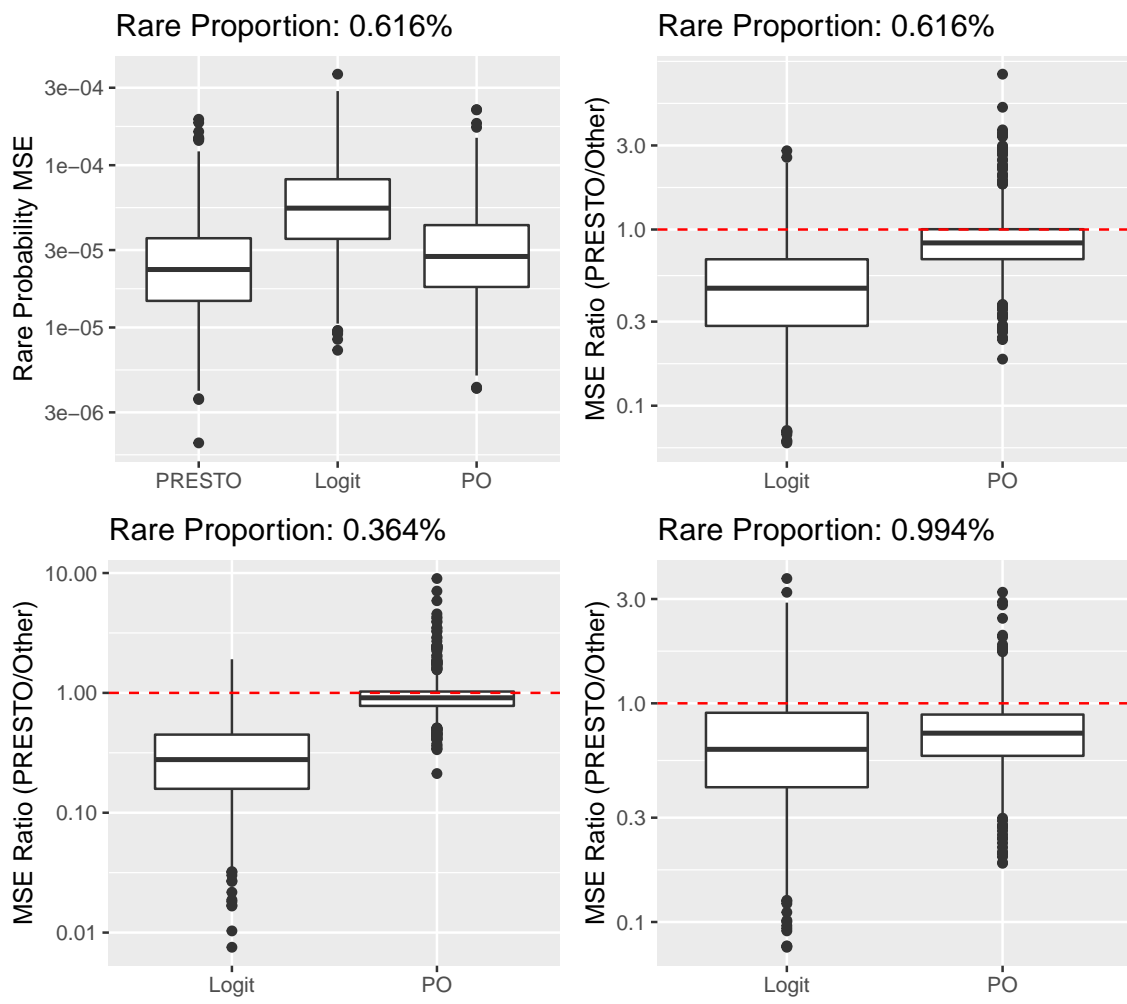 Rare Proportion: 0.616%
Rare Probability MSE
3e−04
1e−04
3e−05
1e−05
3e−06
PRESTO Logit PO
Rare Proportion: 0.616%
MSE Ratio (PRESTO/Other)
3.0
1.0
0.3
0.1
Logit PO
Rare Proportion: 0.364%
MSE Ratio (PRESTO/Other)
10.00
1.00
0.10
0.01
Logit PO
Rare Proportion: 0.994%
MSE Ratio (PRESTO/Other)
3.0
1.0
0.3
0.1
Logit PO